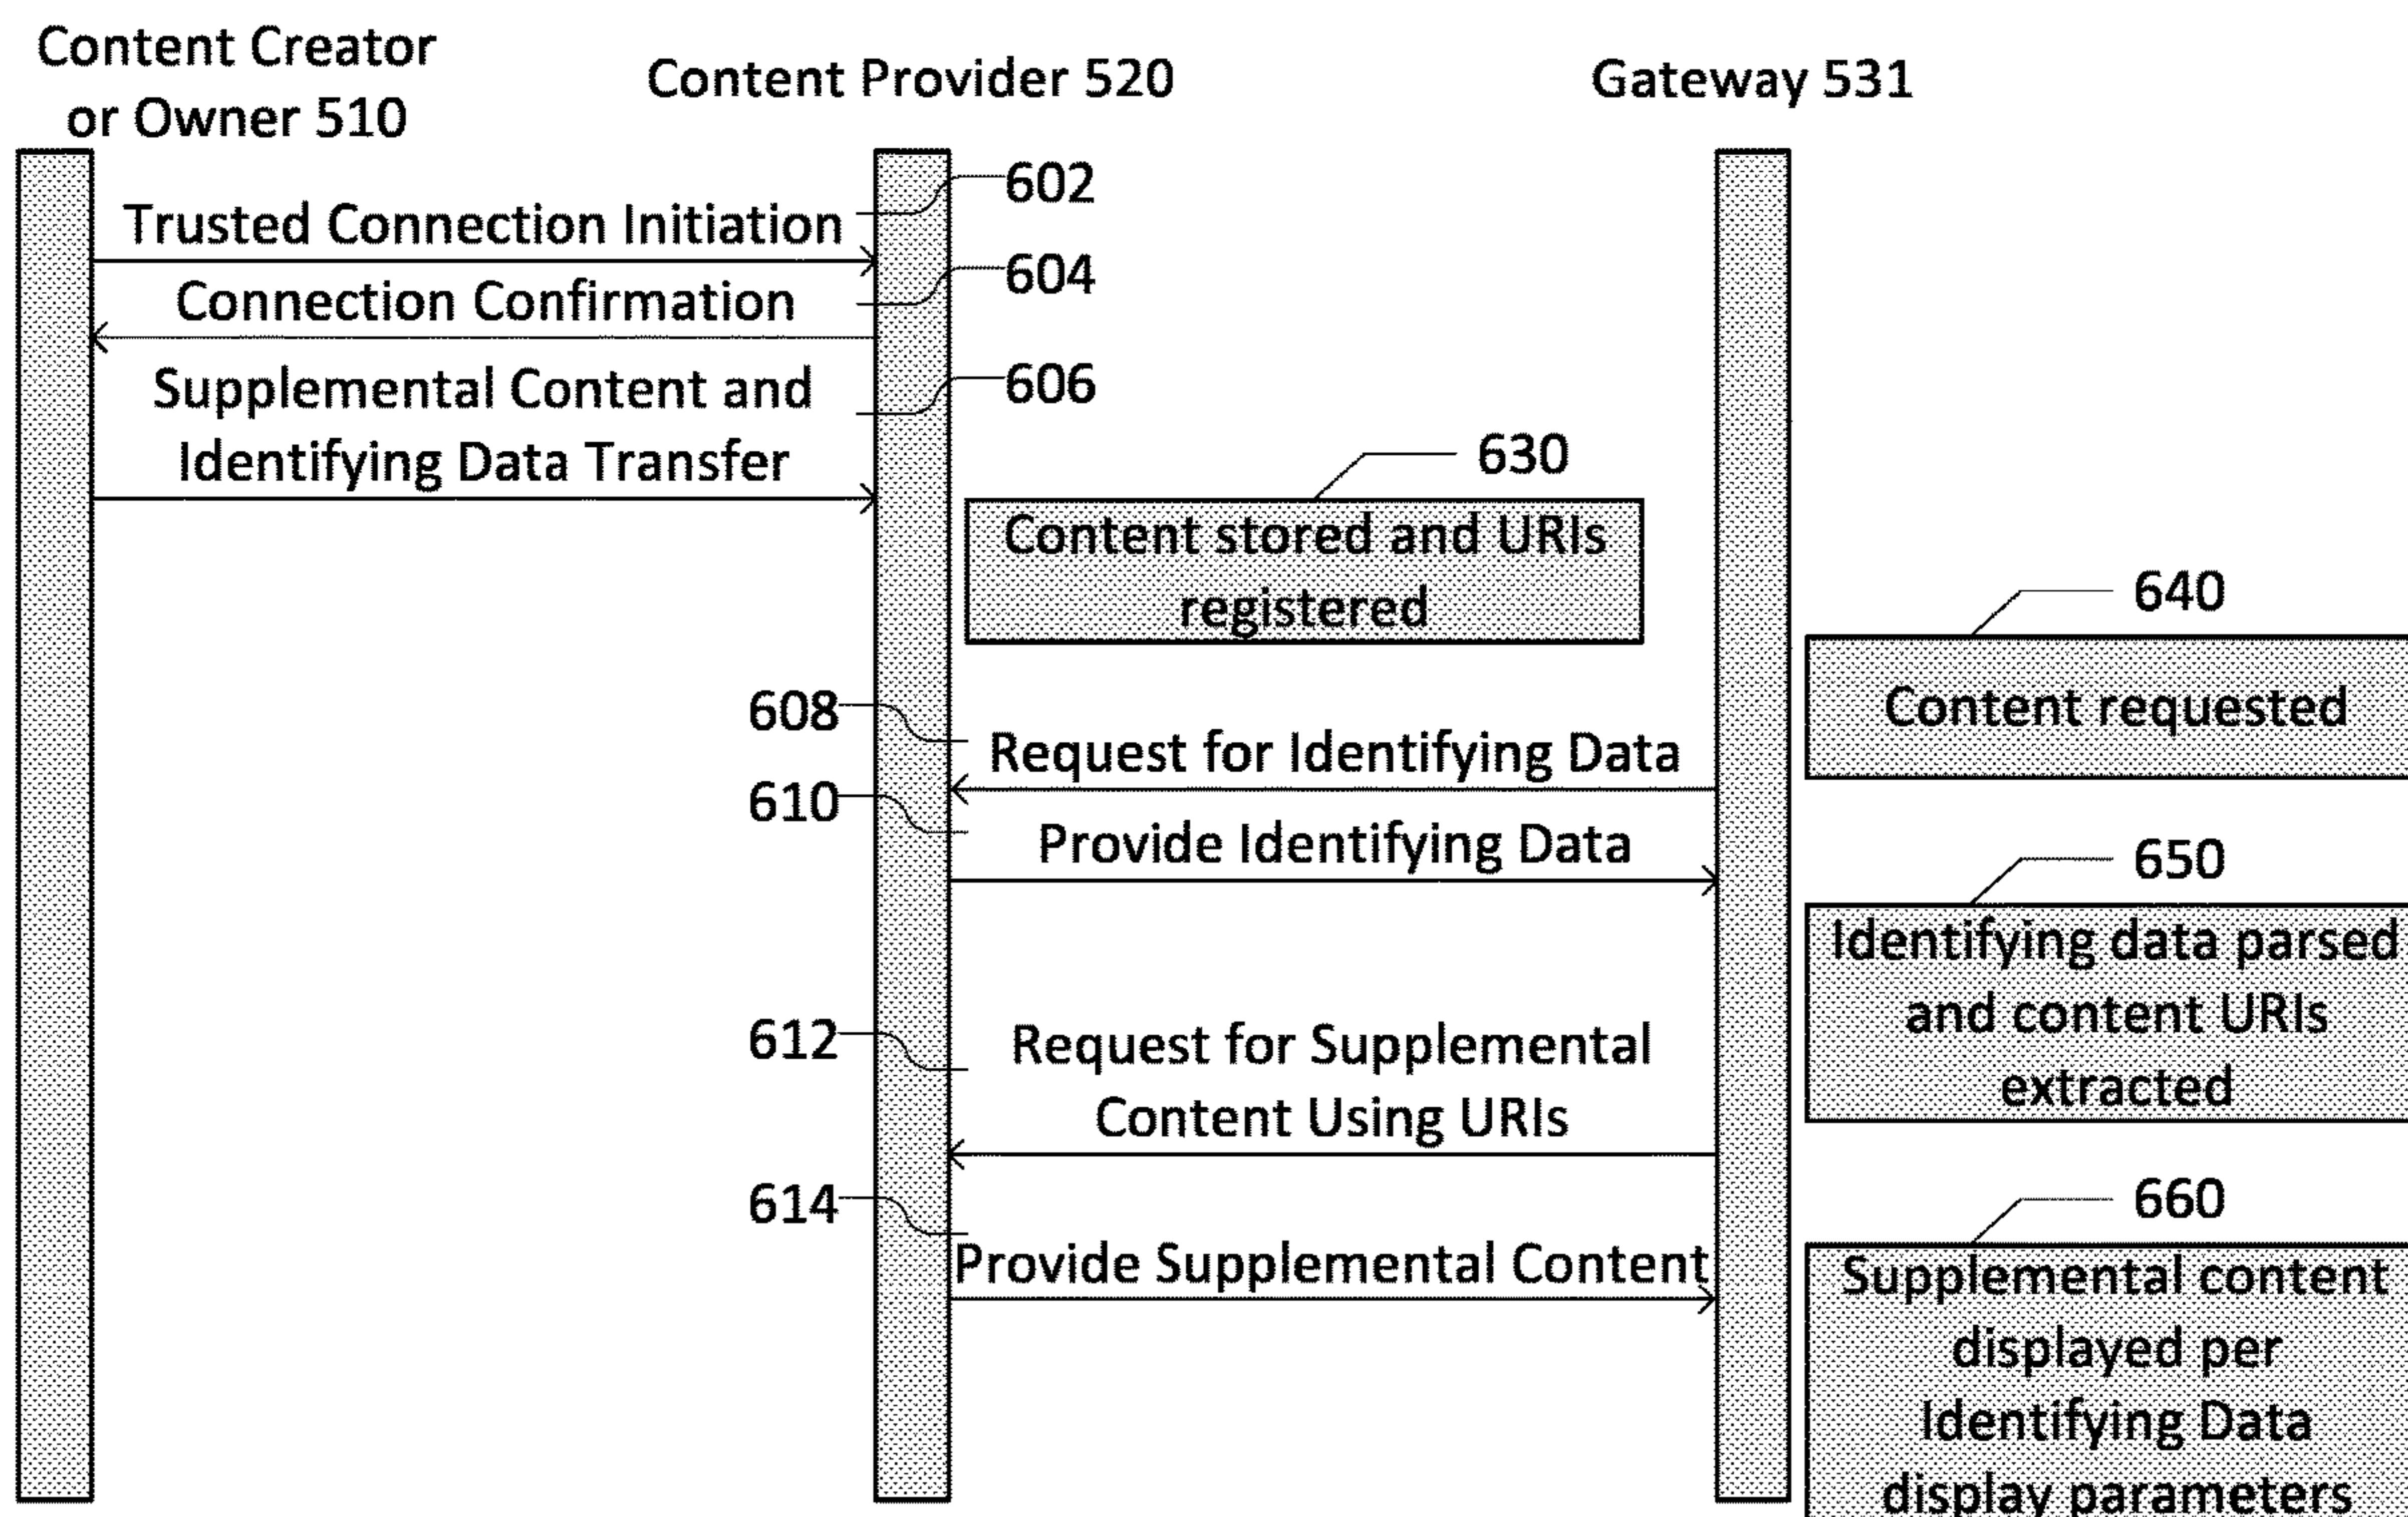 Content Creator
or Owner 510
Content Provider 520
Gateway 531
602
Trusted Connection Initiation
604
Connection Confirmation
606
Supplemental Content and
Identifying Data Transfer
630
Content stored and URIs
registered
640
Content requested
608
Request for Identifying Data
610
Provide Identifying Data
650
Identifying data parsed
and content URIs
extracted
612
Request for Supplemental
Content Using URIs
614
Provide Supplemental Content
660
Supplemental content
displayed per
Identifying Data
display parameters